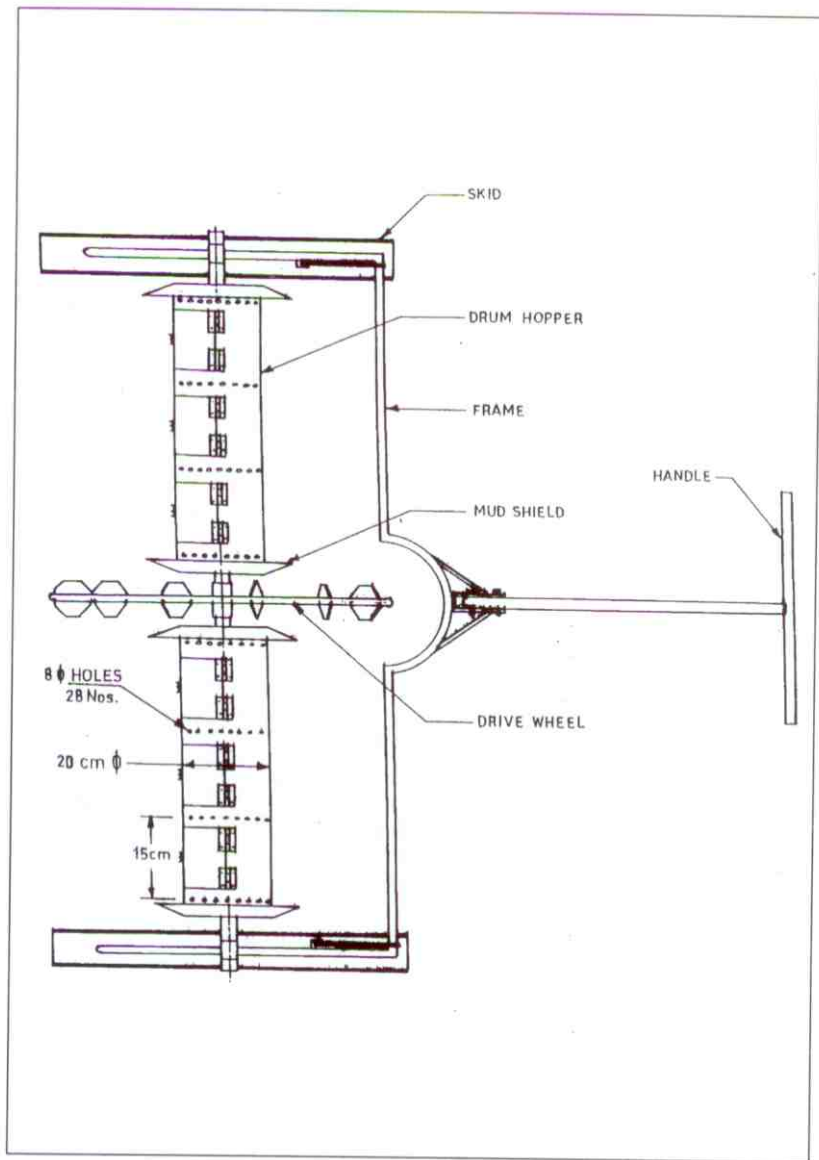 SKID
DRUM HOPPER
FRAME
HANDLE
MUD SHIELD
8 ϕ HOLES
28 Nos.
DRIVE WHEEL
20 cm ϕ
15cm